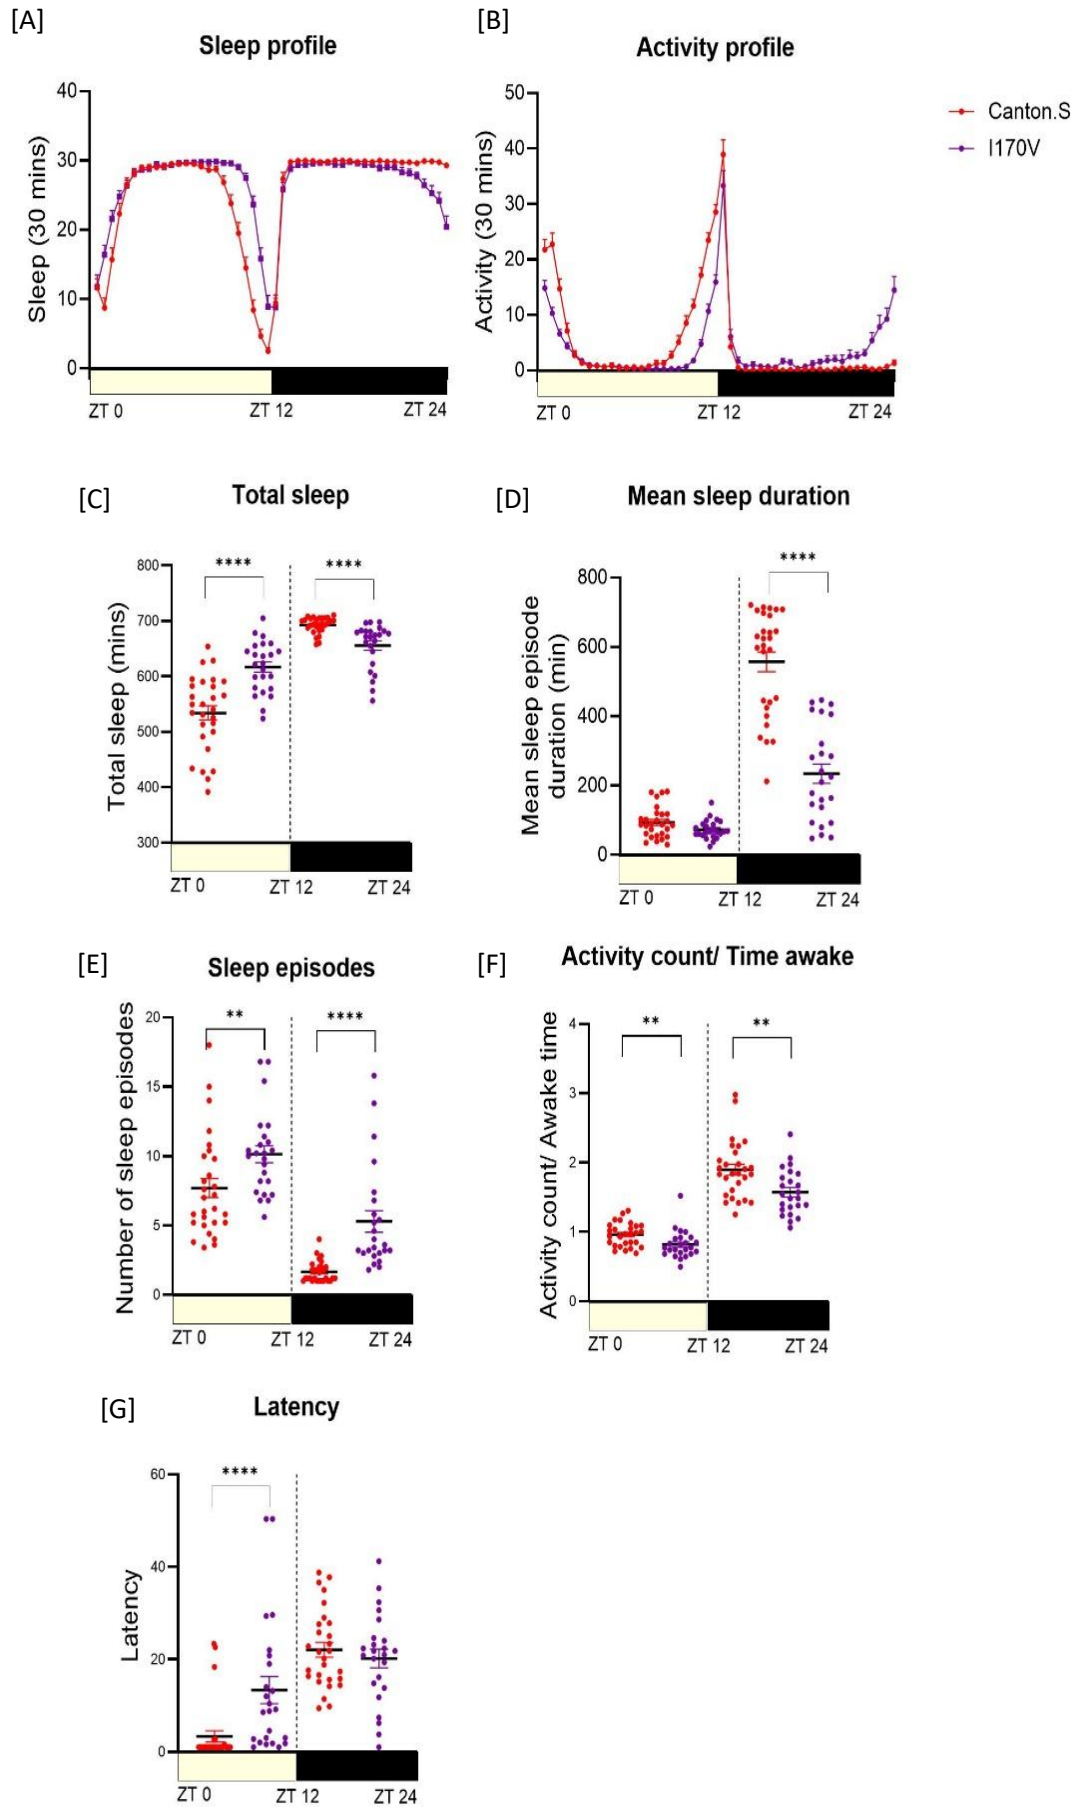 [A]
Sleep profile
Sleep (30 mins)
40
30
20
10
0
ZT 0
ZT 12
ZT 24
[B]
Activity profile
Activity (30 mins)
50
40
30
20
10
0
ZT 0
ZT 12
ZT 24
Canton.S
I170V
[C]
Total sleep
Total sleep (mins)
800
700
600
500
400
300
****
****
ZT 0
ZT 12
ZT 24
[D]
Mean sleep duration
Mean sleep episode
duration (min)
800
600
400
200
0
****
ZT 0
ZT 12
ZT 24
[E]
Sleep episodes
Number of sleep episodes
20
15
10
5
0
**
****
ZT 0
ZT 12
ZT 24
[F]
Activity count/ Time awake
Activity count/ Awake time
4
3
2
1
0
**
**
ZT 0
ZT 12
ZT 24
[G]
Latency
Latency
60
40
20
0
****
ZT 0
ZT 12
ZT 24